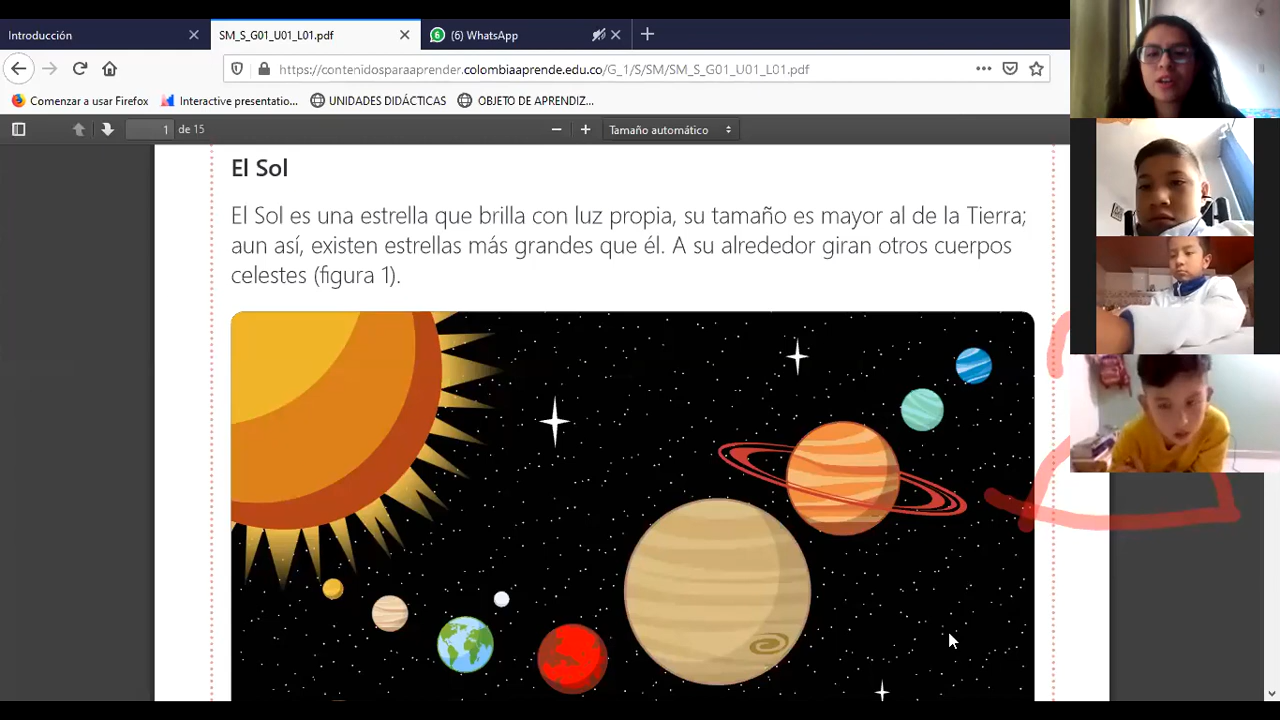 Introducción
SM_S_G01_U01_L01.pdf
6
(6) WhatsApp
https://contenidosparaaprender.colombiaaprende.edu.co/G_1/S/SM/SM_S_G01_U01_L01.pdf
Comenzar a usar Firefox
Interactive presentatio...
UNIDADES DIDÁCTICAS
OBJETO DE APRENDIZ...
1 de 15
Tamaño automático
El Sol
El Sol es una estrella que brilla con luz propia, su tamaño es mayor al de la Tierra;
aun así, existen estrellas más grandes que él. A su alrededor giran otros cuerpos
celestes (figura 1).